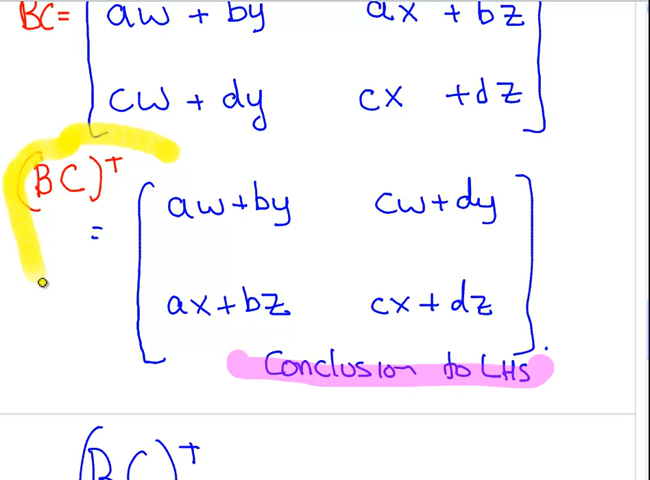 BC= aw + by ax + bz
cw + dy cx + dz
(BC)ᵀ
= aw+by cw+dy
ax+bz cx+dz.
Conclusion to LHS
(BC)ᵀ